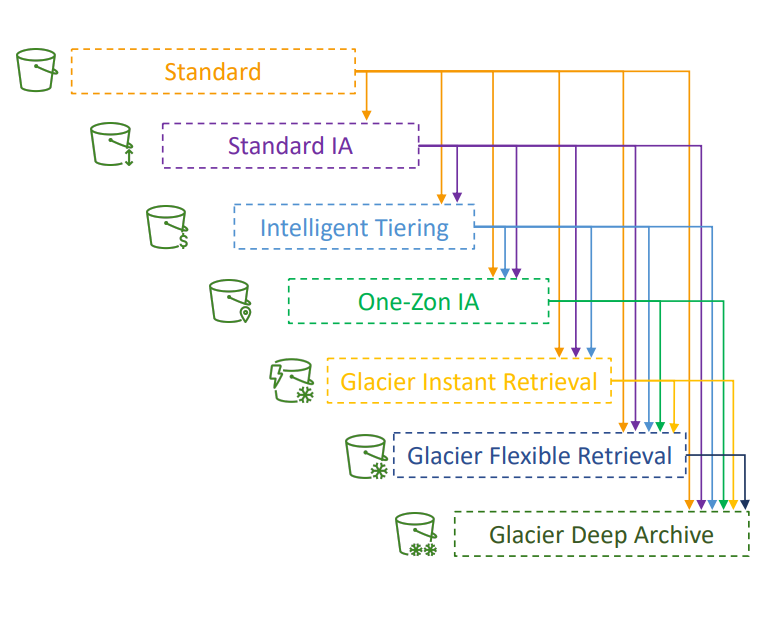 Standard
Standard IA
Intelligent Tiering
One-Zon IA
Glacier Instant Retrieval
Glacier Flexible Retrieval
Glacier Deep Archive